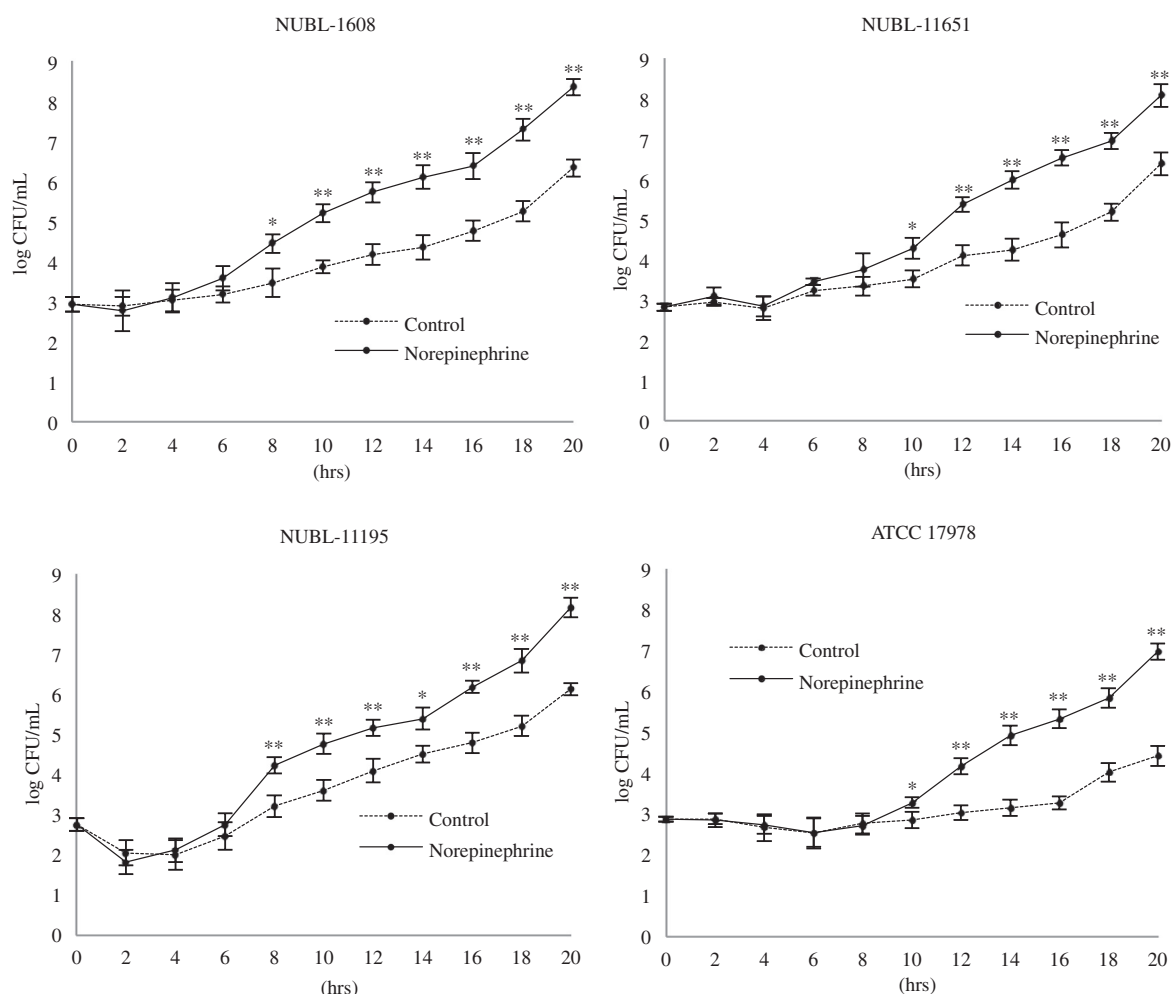 NUBL-1608
log CFU/mL
9
8
7
6
5
4
3
2
1
0
** ** ** ** ** ** *
Control
Norepinephrine
0 2 4 6 8 10 12 14 16 18 20
(hrs)
NUBL-11651
log CFU/mL
9
8
7
6
5
4
3
2
1
0
* ** ** ** ** **
Control
Norepinephrine
0 2 4 6 8 10 12 14 16 18 20
(hrs)
NUBL-11195
log CFU/mL
9
8
7
6
5
4
3
2
1
0
** ** ** * ** ** **
Control
Norepinephrine
0 2 4 6 8 10 12 14 16 18 20
(hrs)
ATCC 17978
log CFU/mL
9
8
7
6
5
4
3
2
1
0
* ** ** ** ** **
Control
Norepinephrine
0 2 4 6 8 10 12 14 16 18 20
(hrs)